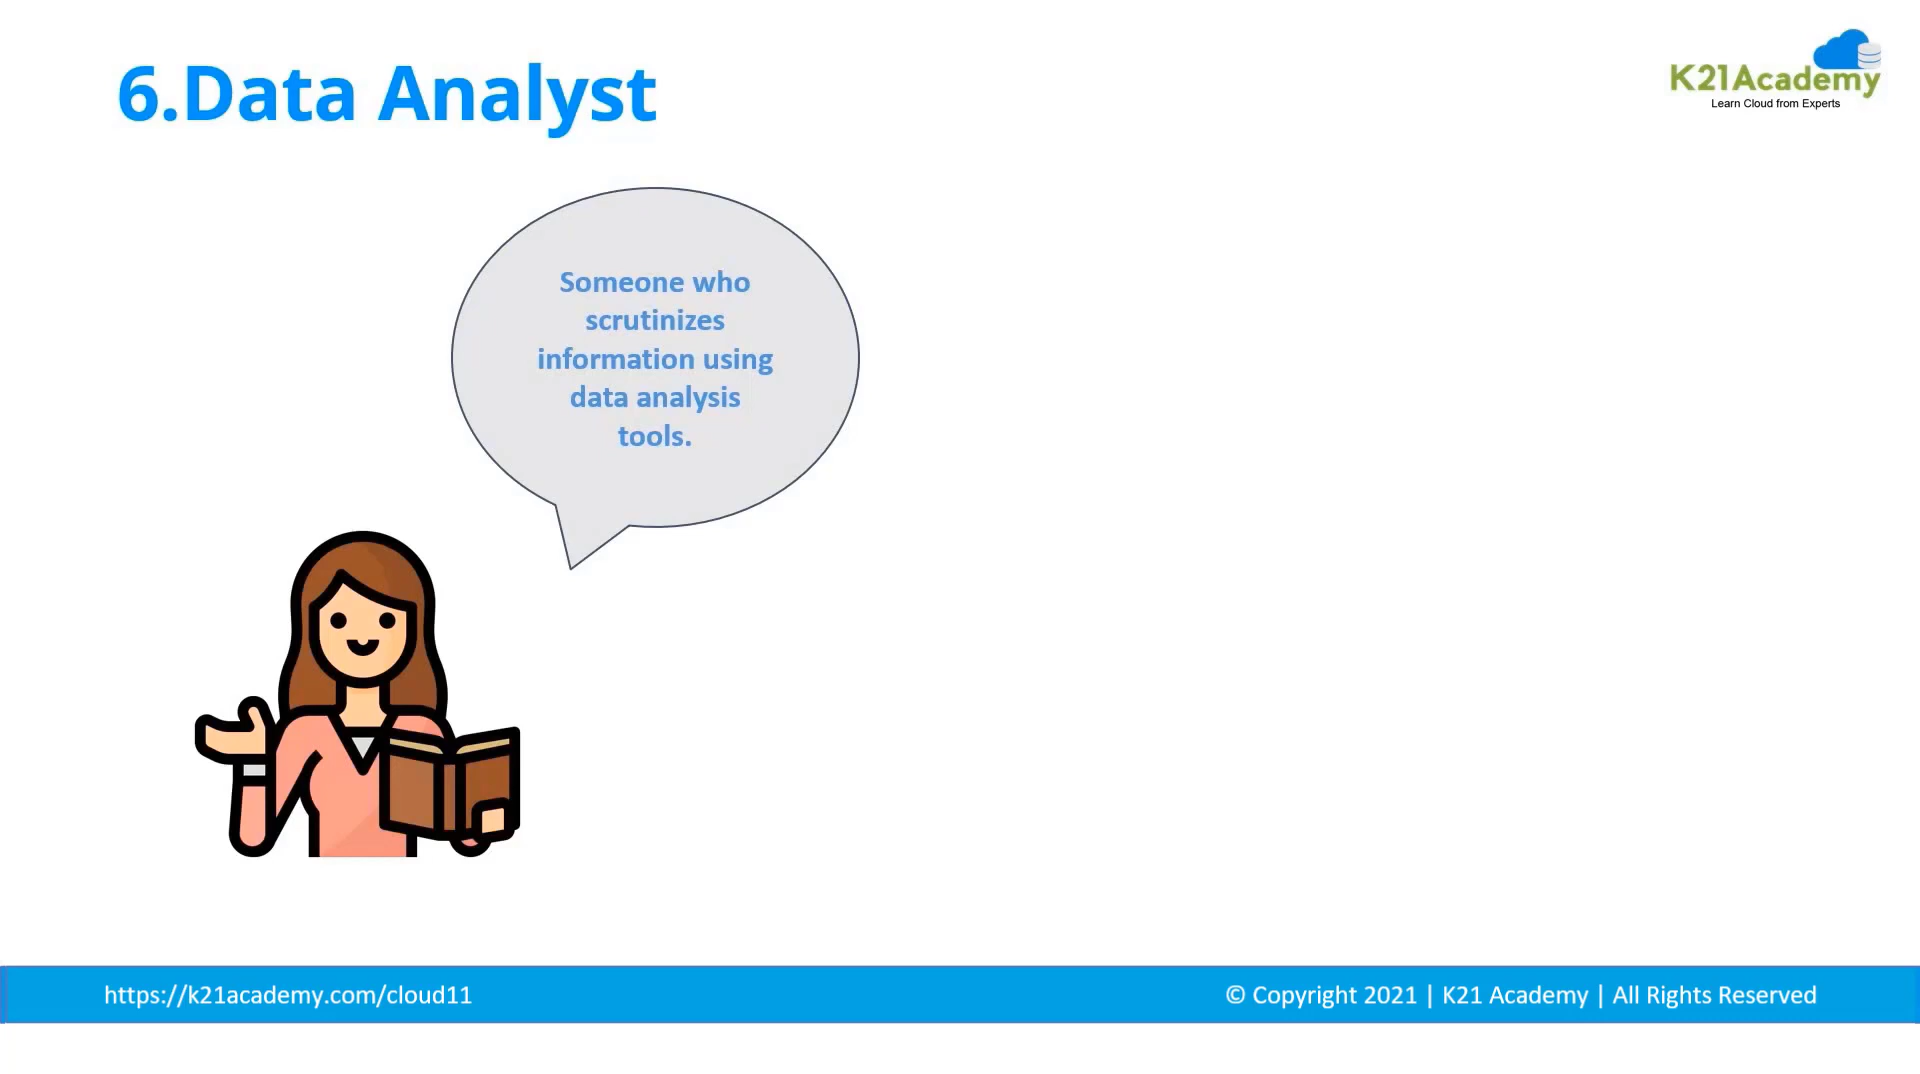 6.Data Analyst
K21Academy
Learn Cloud from Experts
Someone who
scrutinizes
information using
data analysis
tools.
https://k21academy.com/cloud11
© Copyright 2021 | K21 Academy | All Rights Reserved